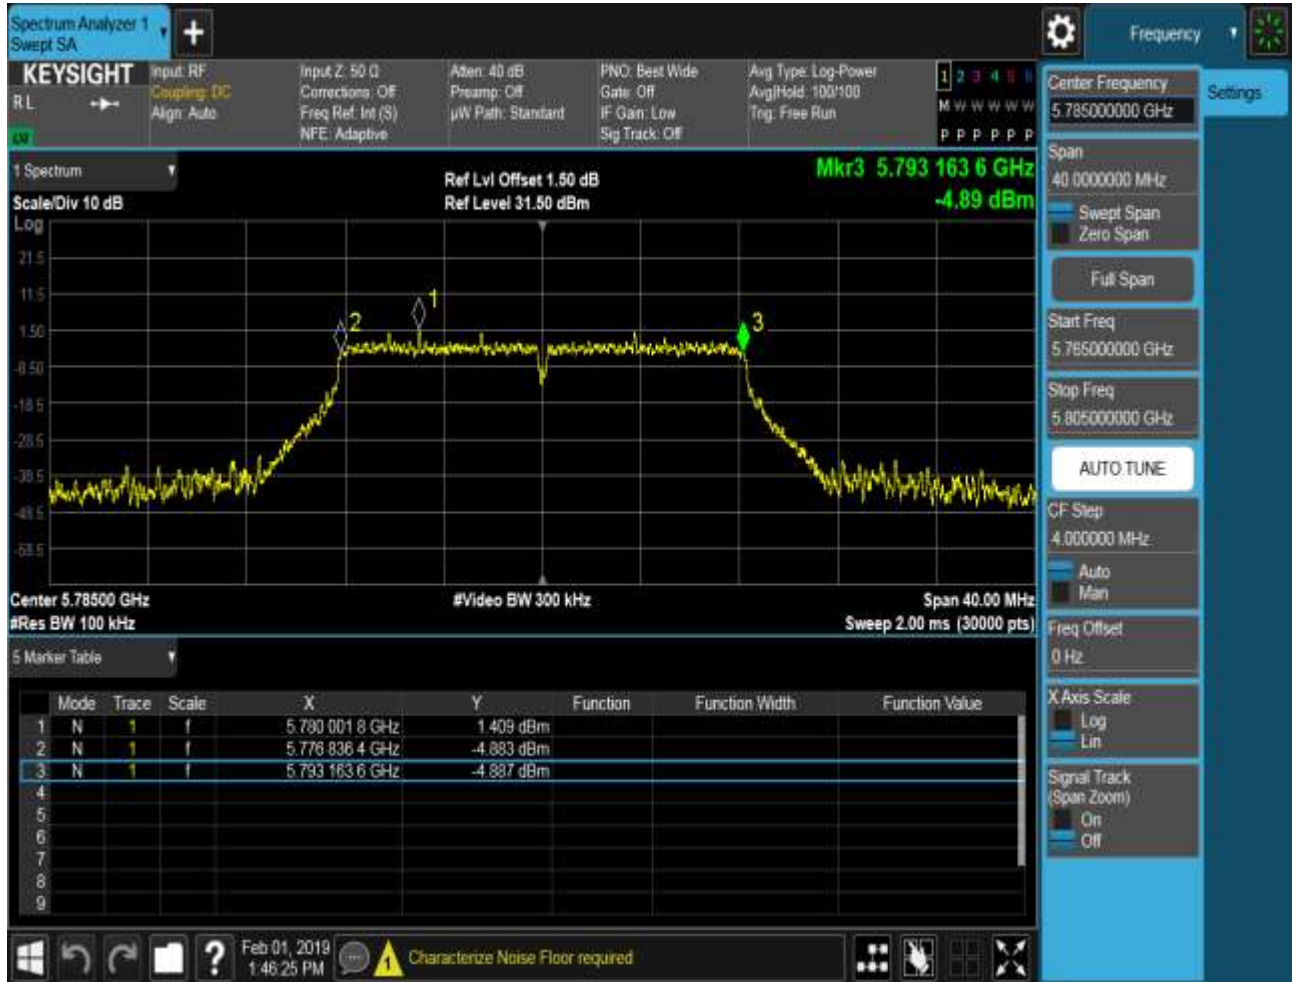 Spectrum Analyzer 1
Swept SA
+
Frequency
KEYSIGHT
RL
Input: RF
Coupling: DC
Align: Auto
Input Z: 50 Ω
Corrections: Off
Freq Ref: Int (S)
NFE: Adaptive
Atten: 40 dB
Preamp: Off
µW Path: Standard
PNO: Best Wide
Gate: Off
IF Gain: Low
Sig Track: Off
Avg Type: Log-Power
Avg|Hold: 100/100
Trig: Free Run
1 2 3 4 5 6
M W W W W W
P P P P P P
1 Spectrum
Scale/Div 10 dB
Ref Lvl Offset 1.50 dB
Ref Level 31.50 dBm
Mkr3 5.793 163 6 GHz
-4.89 dBm
Log
21.5
11.5
1.50
-8.50
-18.5
-28.5
-38.5
-48.5
-58.5
1
2
3
Center 5.78500 GHz
#Res BW 100 kHz
#Video BW 300 kHz
Span 40.00 MHz
Sweep 2.00 ms (30000 pts)
5 Marker Table
Mode Trace Scale X Y Function Function Width Function Value
1 N 1 f 5.780 001 8 GHz 1.409 dBm
2 N 1 f 5.776 836 4 GHz -4.883 dBm
3 N 1 f 5.793 163 6 GHz -4.887 dBm
4
5
6
7
8
9
Feb 01, 2019
1:46:25 PM
?
1
Characterize Noise Floor required
Center Frequency
5.785000000 GHz
Settings
Span
40.0000000 MHz
Swept Span
Zero Span
Full Span
Start Freq
5.765000000 GHz
Stop Freq
5.805000000 GHz
AUTO TUNE
CF Step
4.000000 MHz
Auto
Man
Freq Offset
0 Hz
X Axis Scale
Log
Lin
Signal Track
(Span Zoom)
On
Off